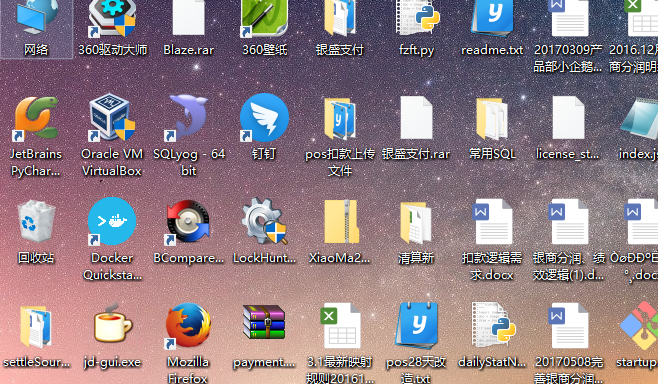 网络
360驱动大师
Blaze.rar
360壁纸
银盛支付
fzft.py
readme.txt
20170309产
品部小企鹅...
2016.12月
商分润明
JetBrains
PyChar...
Oracle VM
VirtualBox
SQLyog - 64
bit
钉钉
pos扣款上传
文件
银盛支付.rar
常用SQL
license_st...
index.j
回收站
Docker
Quicksta...
BCompare...
LockHunt...
XiaoMa2...
清算新
扣款逻辑需
求.docx
银商分润、绩
效逻辑(1).d...
settleSour...
jd-gui.exe
Mozilla
Firefox
payment....
3.1最新映射
规则20161...
pos28天改
造.txt
dailyStatN...
20170508完
善银商分润...
startup